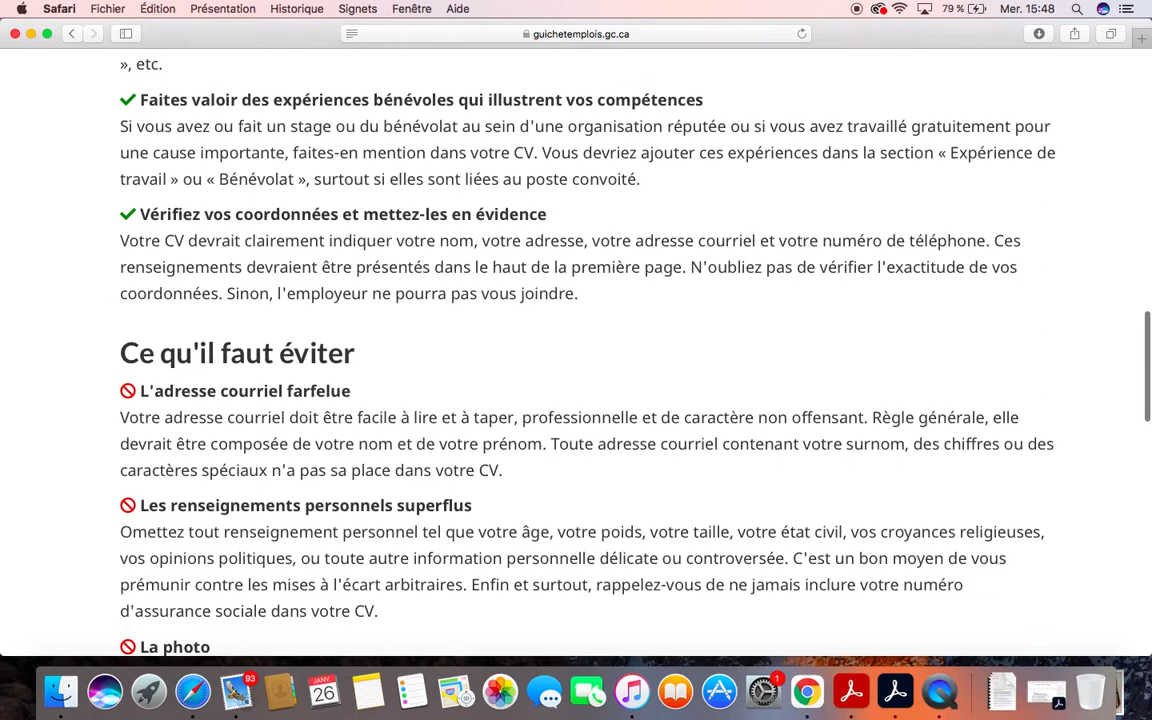 Safari Fichier Édition Présentation Historique Signets Fenêtre Aide 79 % Mer. 15:48
guichetemplois.gc.ca
», etc.
Faites valoir des expériences bénévoles qui illustrent vos compétences
Si vous avez ou fait un stage ou du bénévolat au sein d'une organisation réputée ou si vous avez travaillé gratuitement pour
une cause importante, faites-en mention dans votre CV. Vous devriez ajouter ces expériences dans la section « Expérience de
travail » ou « Bénévolat », surtout si elles sont liées au poste convoité.
Vérifiez vos coordonnées et mettez-les en évidence
Votre CV devrait clairement indiquer votre nom, votre adresse, votre adresse courriel et votre numéro de téléphone. Ces
renseignements devraient être présentés dans le haut de la première page. N'oubliez pas de vérifier l'exactitude de vos
coordonnées. Sinon, l'employeur ne pourra pas vous joindre.
Ce qu'il faut éviter
L'adresse courriel farfelue
Votre adresse courriel doit être facile à lire et à taper, professionnelle et de caractère non offensant. Règle générale, elle
devrait être composée de votre nom et de votre prénom. Toute adresse courriel contenant votre surnom, des chiffres ou des
caractères spéciaux n'a pas sa place dans votre CV.
Les renseignements personnels superflus
Omettez tout renseignement personnel tel que votre âge, votre poids, votre taille, votre état civil, vos croyances religieuses,
vos opinions politiques, ou toute autre information personnelle délicate ou controversée. C'est un bon moyen de vous
prémunir contre les mises à l'écart arbitraires. Enfin et surtout, rappelez-vous de ne jamais inclure votre numéro
d'assurance sociale dans votre CV.
La photo
93
JANV.
26
1